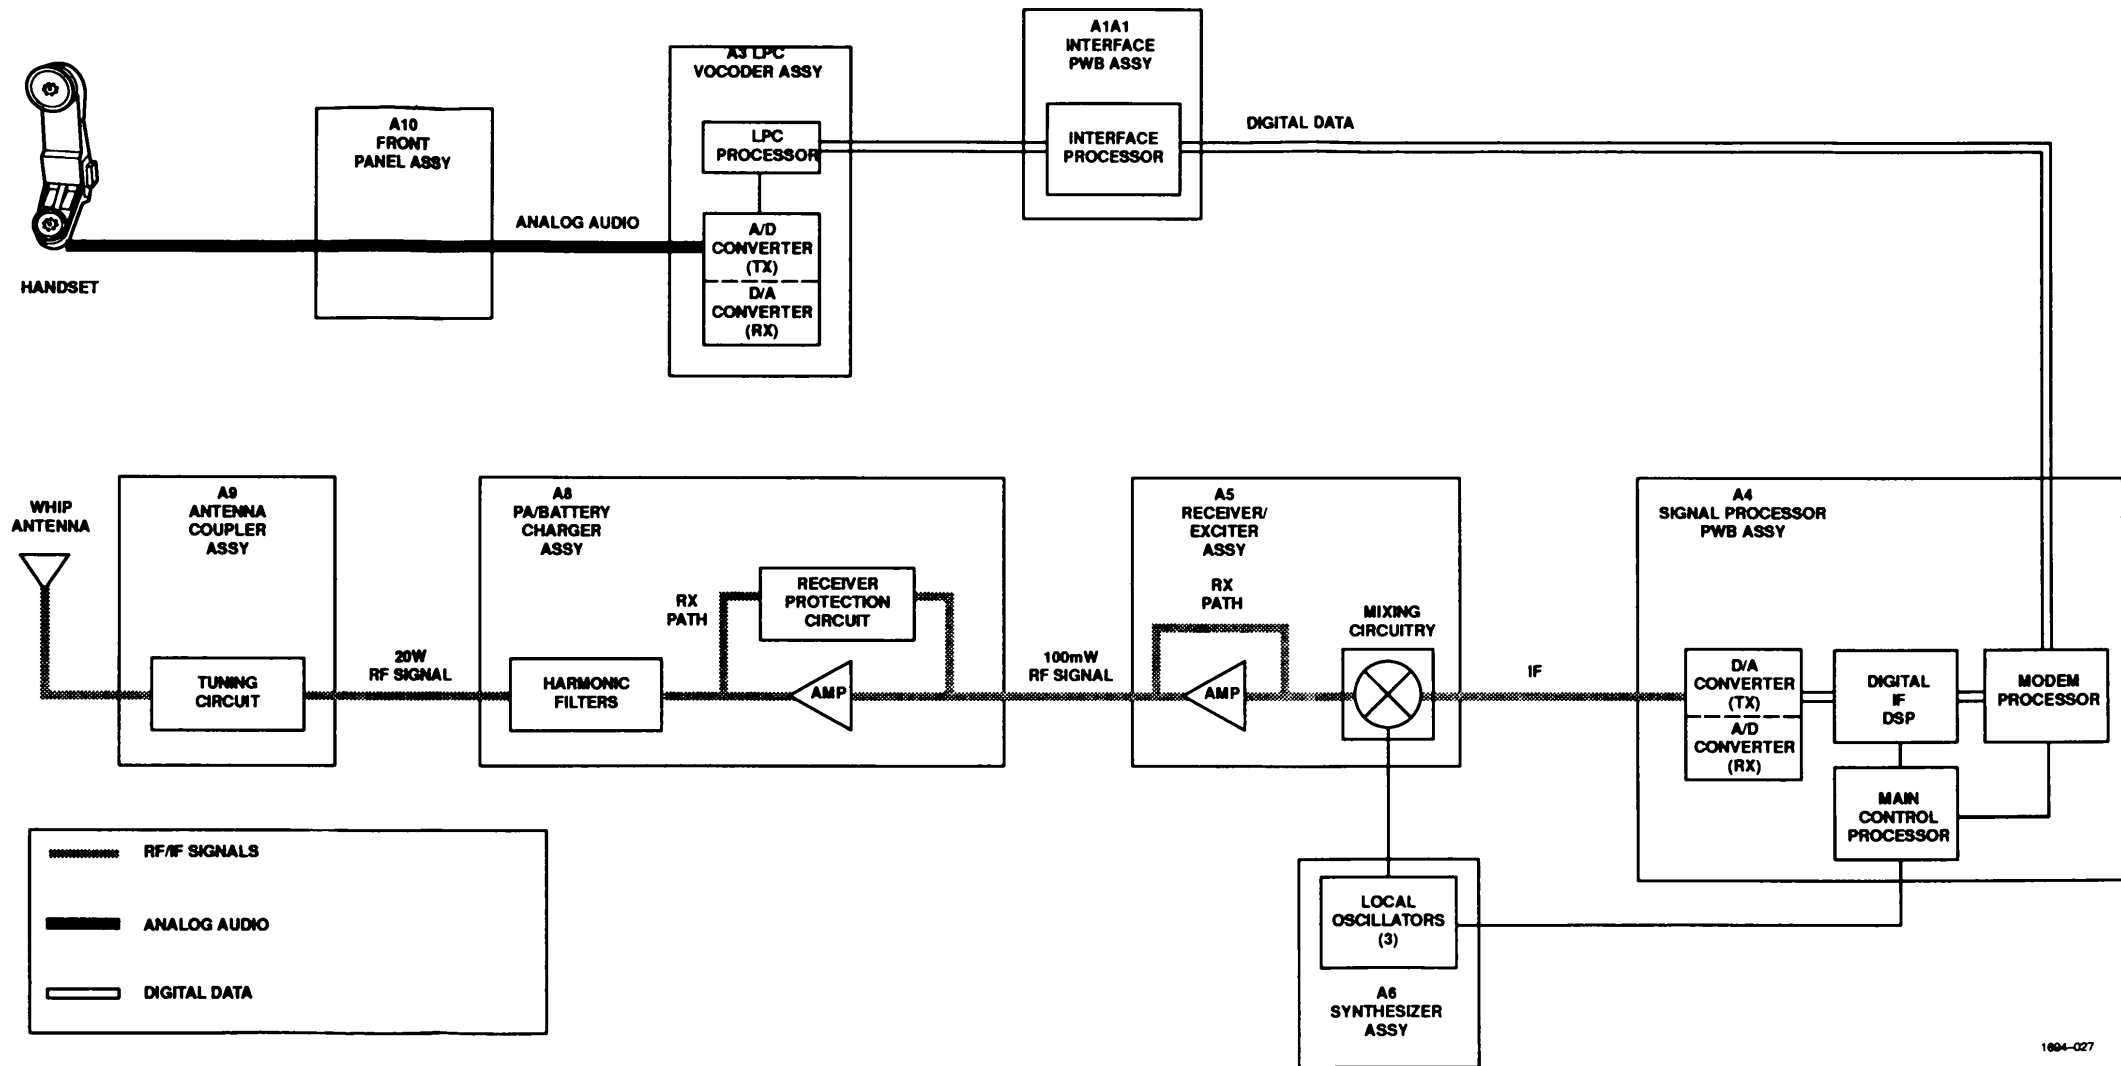 A1A1
INTERFACE
PWB ASSY
INTERFACE
PROCESSOR
A3 LPC
VOCODER ASSY
LPC
PROCESSOR
A/D
CONVERTER
(TX)
D/A
CONVERTER
(RX)
A10
FRONT
PANEL ASSY
ANALOG AUDIO
DIGITAL DATA
HANDSET
WHIP
ANTENNA
A9
ANTENNA
COUPLER
ASSY
TUNING
CIRCUIT
20W
RF SIGNAL
A8
PA/BATTERY
CHARGER
ASSY
HARMONIC
FILTERS
RX
PATH
RECEIVER
PROTECTION
CIRCUIT
AMP
100mW
RF SIGNAL
A5
RECEIVER/
EXCITER
ASSY
RX
PATH
AMP
MIXING
CIRCUITRY
IF
A4
SIGNAL PROCESSOR
PWB ASSY
D/A
CONVERTER
(TX)
A/D
CONVERTER
(RX)
DIGITAL
IF
DSP
MODEM
PROCESSOR
MAIN
CONTROL
PROCESSOR
LOCAL
OSCILLATORS
(3)
A6
SYNTHESIZER
ASSY
RF/IF SIGNALS
ANALOG AUDIO
DIGITAL DATA
1694-027